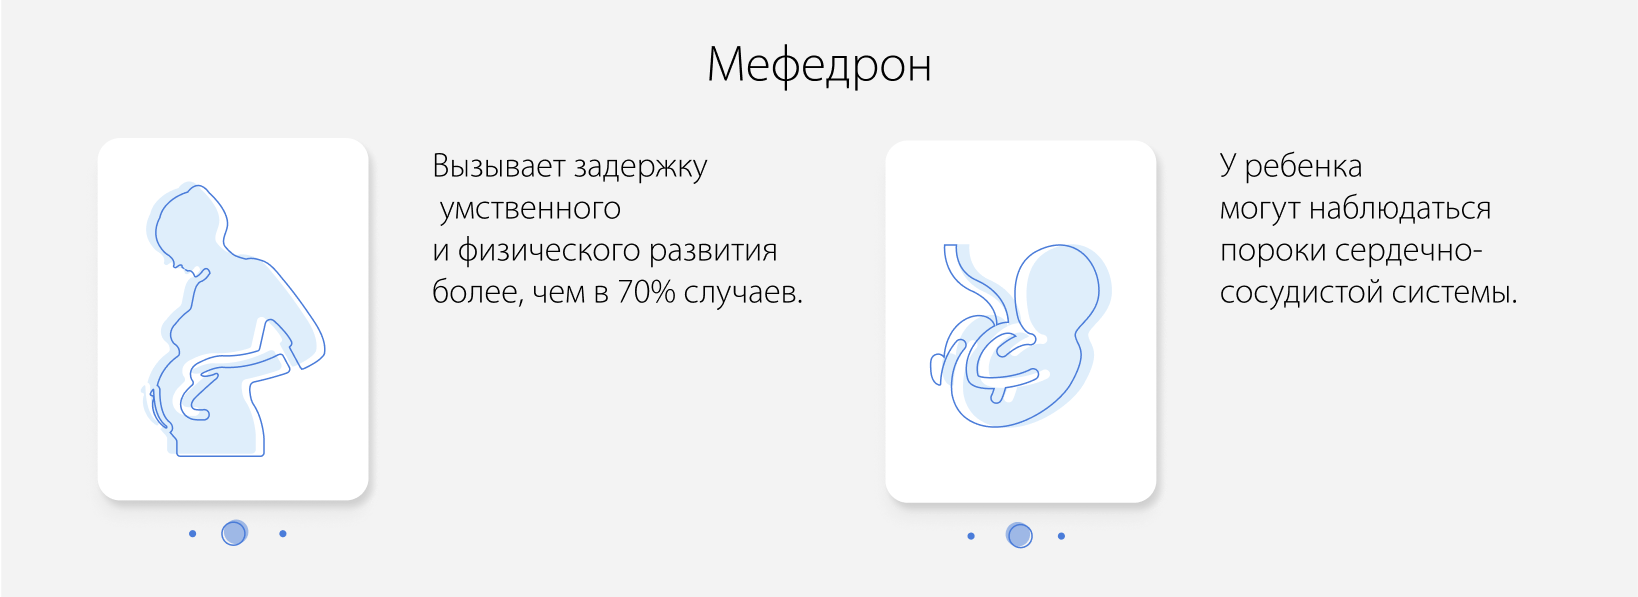 Мефедрон
Вызывает задержку
умственного
и физического развития
более, чем в 70% случаев.
У ребенка
могут наблюдаться
пороки сердечно-
сосудистой системы.